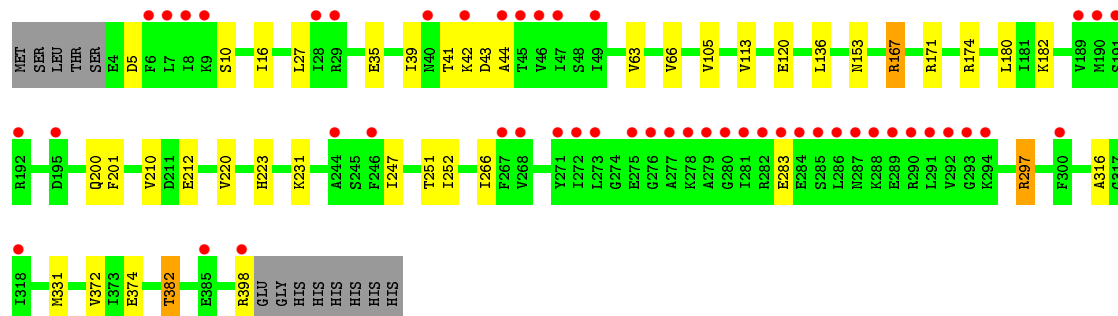 MET SER LEU THR SER E4 D5 F6 L7 I8 K9 S10 I16 L27 I28 R29 E35 I39 N40 T41 K42 D43 A44 T45 V46 I47 S48 I49 V63 V66 V105 V113 E120 L136 N153 R167 R171 R174 L180 I181 K182 V189 M190 S191
R192 D195 Q200 F201 V210 D211 E212 V220 H223 K231 A244 S245 F246 I247 T251 I252 I266 F267 V268 Y271 I272 L273 G274 E275 G276 A277 K278 A279 G280 I281 R282 E283 E284 S285 L286 N287 K288 E289 R290 L291 V292 G293 K294 R297 F300 A316 G317
I318 M331 V372 I373 E374 T382 E385 R398 GLU GLY HIS HIS HIS HIS HIS HIS